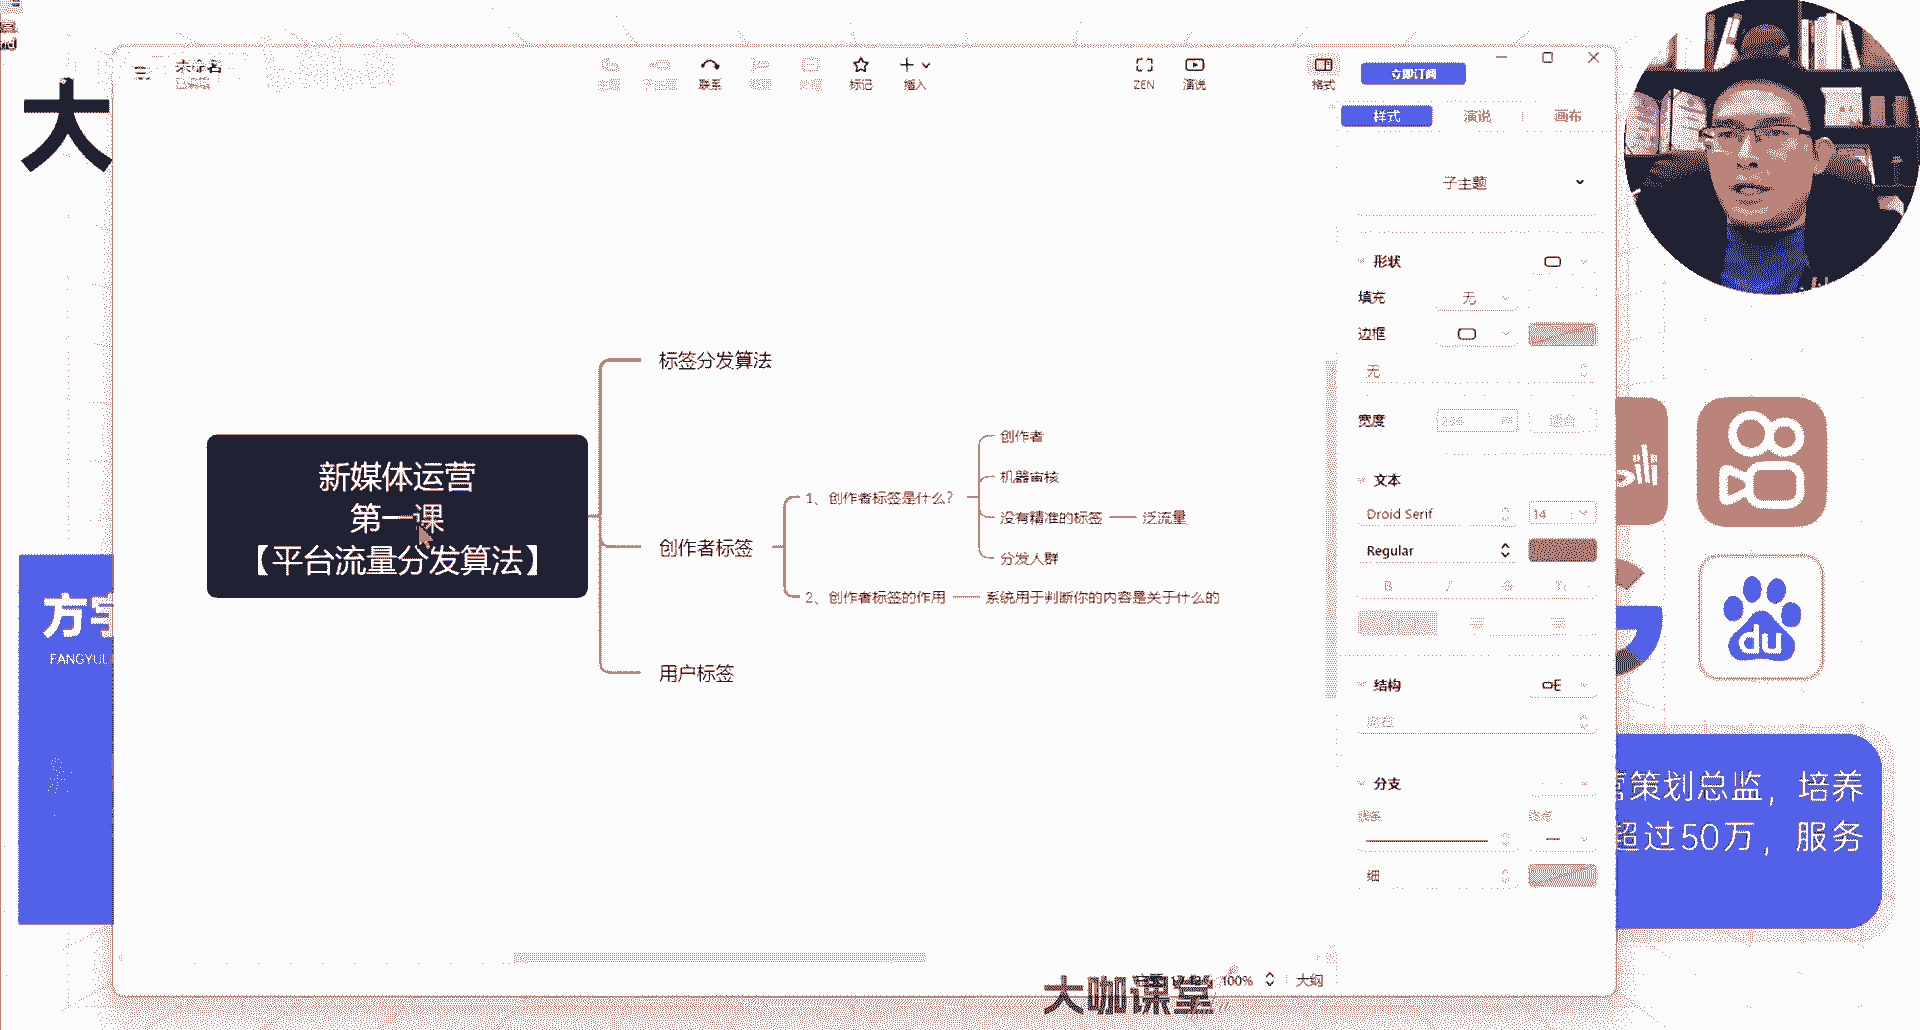 大
未命名
联系
标记
插入
ZEN
演说
格式
立即订阅
样式
演说
画布
子主题
形状
填充
无
边框
无
宽度
文本
Droid Serif
14
Regular
结构
分支
细
新媒体运营
第一课
【平台流量分发算法】
标签分发算法
创作者标签
1、创作者标签是什么?
创作者
机器审核
没有精准的标签
泛流量
分发人群
2、创作者标签的作用
系统用于判断你的内容是关于什么的
用户标签
du
策划总监，培养
超过50万，服务
100%
大纲
大咖课堂